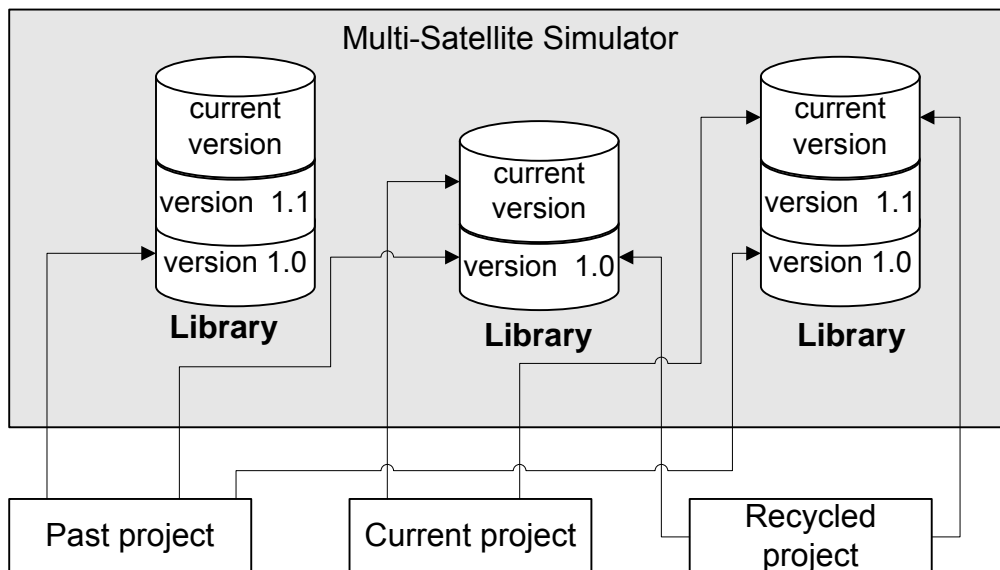 Multi-Satellite Simulator
current
version
version 1.1
version 1.0
Library
current
version
version 1.0
Library
current
version
version 1.1
version 1.0
Library
Past project
Current project
Recycled
project